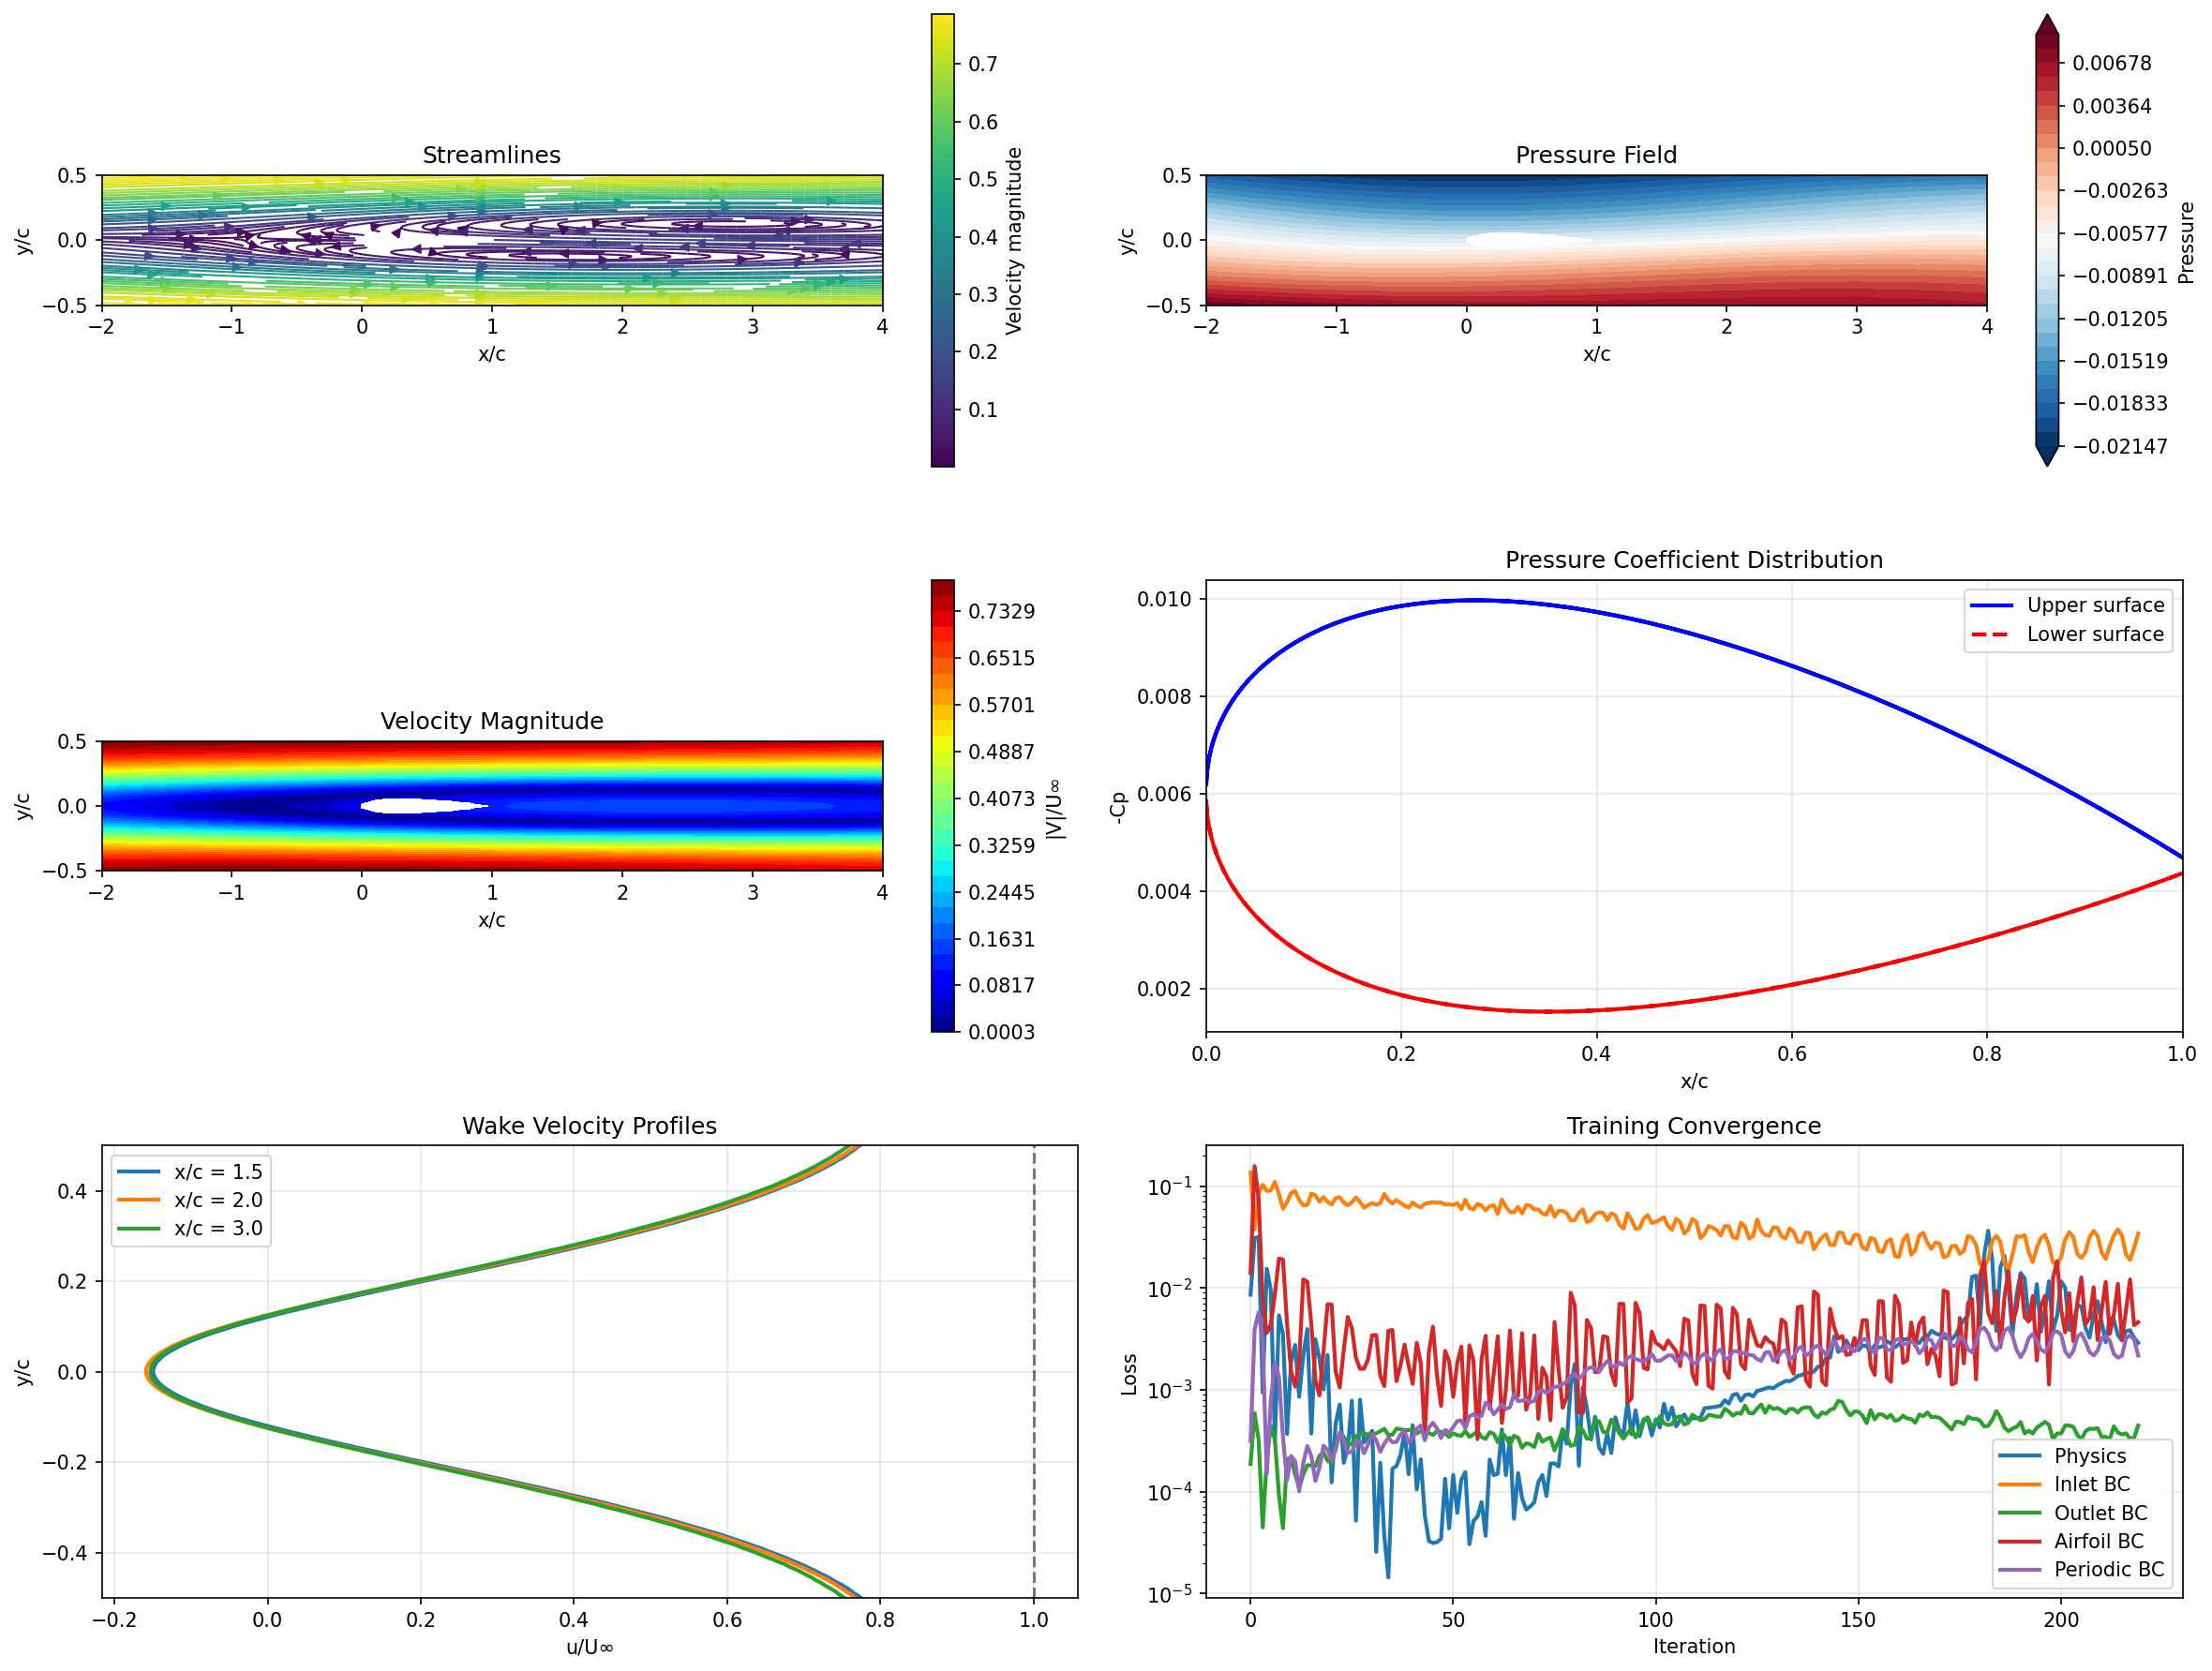 Streamlines
0.5
0.0
−0.5
y/c
−2 −1 0 1 2 3 4
x/c
0.7
0.6
0.5
0.4
0.3
0.2
0.1
Velocity magnitude
Pressure Field
0.5
0.0
−0.5
y/c
−2 −1 0 1 2 3 4
x/c
0.00678
0.00364
0.00050
−0.00263
−0.00577
−0.00891
−0.01205
−0.01519
−0.01833
−0.02147
Pressure
Velocity Magnitude
0.5
0.0
−0.5
y/c
−2 −1 0 1 2 3 4
x/c
0.7329
0.6515
0.5701
0.4887
0.4073
0.3259
0.2445
0.1631
0.0817
0.0003
|V|/U∞
Pressure Coefficient Distribution
0.010
0.008
0.006
0.004
0.002
-Cp
Upper surface
Lower surface
0.0 0.2 0.4 0.6 0.8 1.0
x/c
Wake Velocity Profiles
x/c = 1.5
x/c = 2.0
x/c = 3.0
0.4
0.2
0.0
−0.2
−0.4
y/c
−0.2 0.0 0.2 0.4 0.6 0.8 1.0
u/U∞
Training Convergence
10⁻¹
10⁻²
10⁻³
10⁻⁴
10⁻⁵
Loss
Physics
Inlet BC
Outlet BC
Airfoil BC
Periodic BC
0 50 100 150 200
Iteration